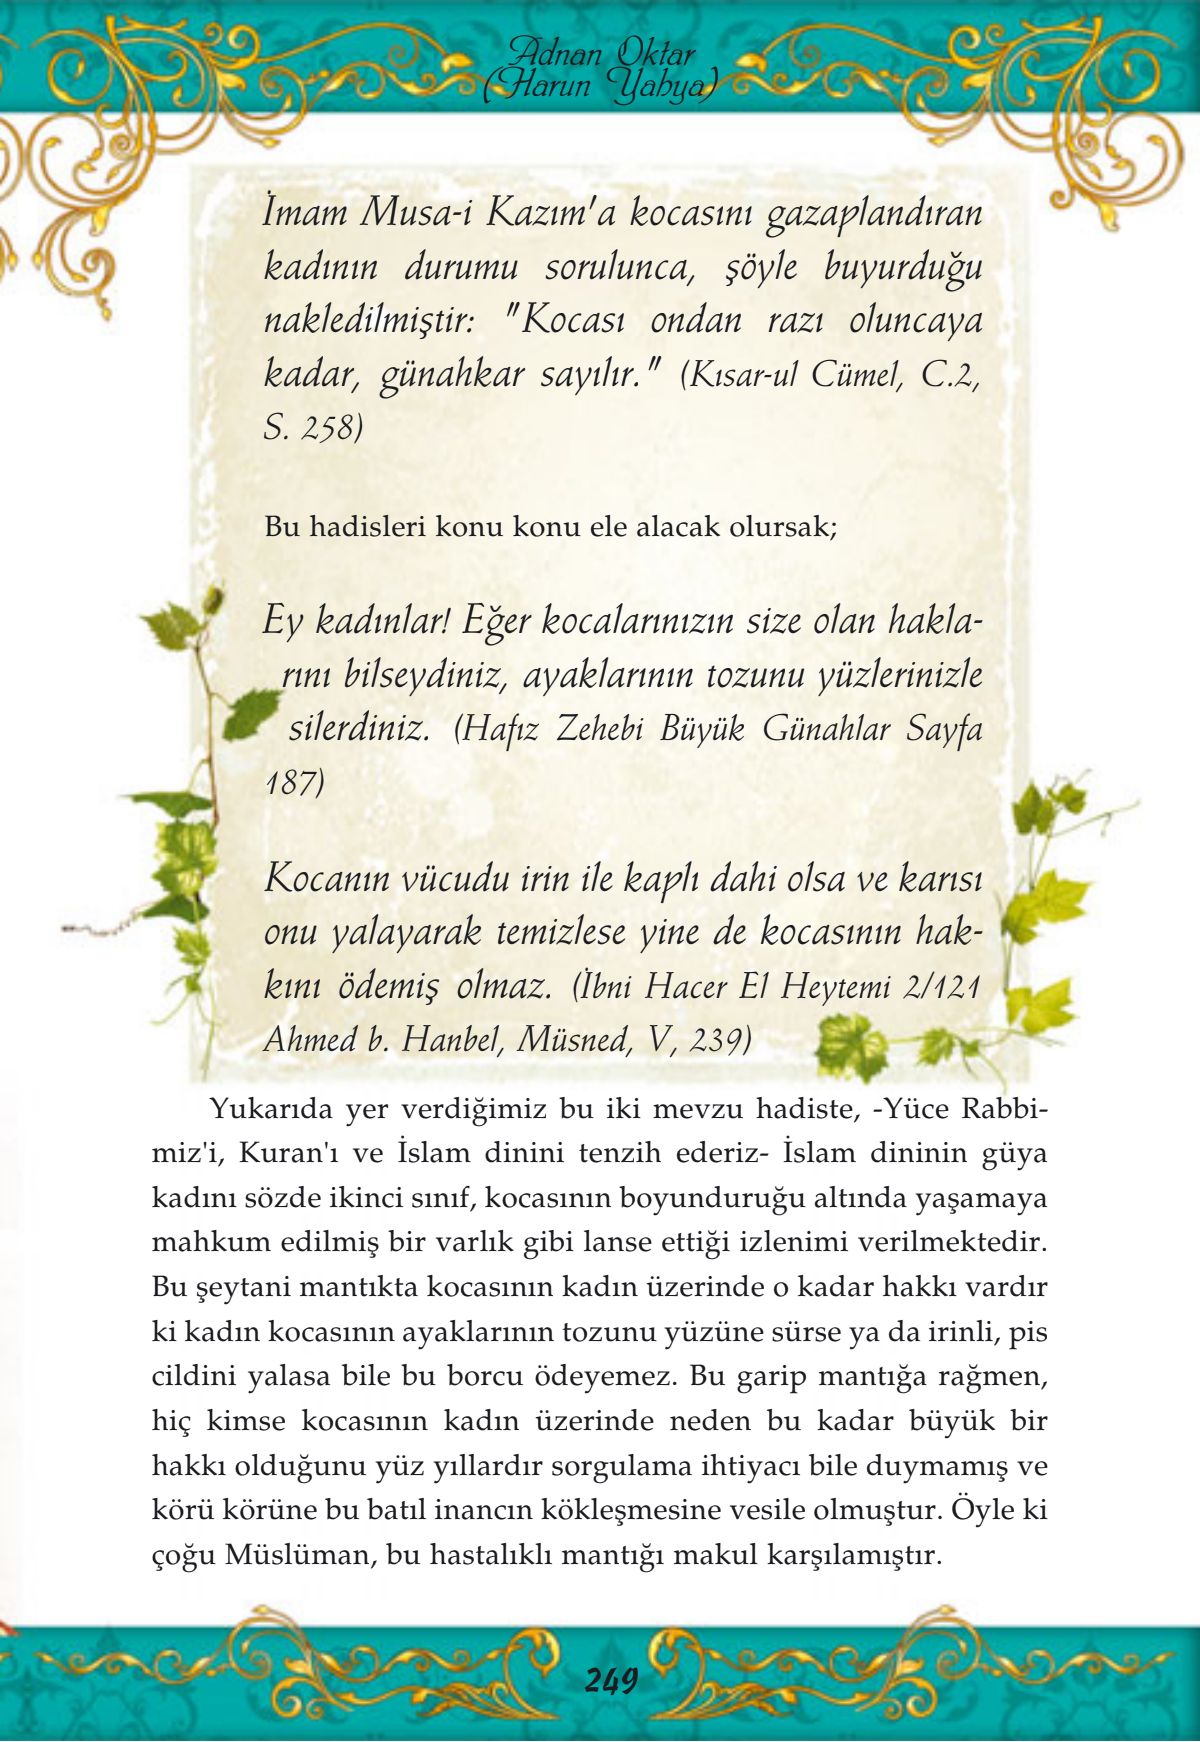 Adnan Oktar
(Harun Yahya)
İmam Musa-i Kazım'a kocasını gazaplandıran
kadının durumu sorulunca, şöyle buyurduğu
nakledilmiştir: "Kocası ondan razı oluncaya
kadar, günahkar sayılır." (Kısar-ul Cümel, C.2,
S. 258)
Bu hadisleri konu konu ele alacak olursak;
Ey kadınlar! Eğer kocalarınızın size olan hakla-
rını bilseydiniz, ayaklarının tozunu yüzlerinizle
silerdiniz. (Hafız Zehebi Büyük Günahlar Sayfa
187)
Kocanın vücudu irin ile kaplı dahi olsa ve karısı
onu yalayarak temizlese yine de kocasının hak-
kını ödemiş olmaz. (İbni Hacer El Heytemi 2/121
Ahmed b. Hanbel, Müsned, V, 239)
Yukarıda yer verdiğimiz bu iki mevzu hadiste, -Yüce Rabbi-
miz'i, Kuran'ı ve İslam dinini tenzih ederiz- İslam dininin güya
kadını sözde ikinci sınıf, kocasının boyunduruğu altında yaşamaya
mahkum edilmiş bir varlık gibi lanse ettiği izlenimi verilmektedir.
Bu şeytani mantıkta kocasının kadın üzerinde o kadar hakkı vardır
ki kadın kocasının ayaklarının tozunu yüzüne sürse ya da irinli, pis
cildini yalasa bile bu borcu ödeyemez. Bu garip mantığa rağmen,
hiç kimse kocasının kadın üzerinde neden bu kadar büyük bir
hakkı olduğunu yüz yıllardır sorgulama ihtiyacı bile duymamış ve
körü körüne bu batıl inancın kökleşmesine vesile olmuştur. Öyle ki
çoğu Müslüman, bu hastalıklı mantığı makul karşılamıştır.
249